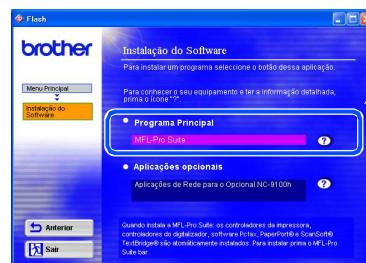 Flash
brother
Instalação do Software
Para instalar um programa seleccione o botão dessa aplicação.
Menu Principal
Instalação do
Software
Para conhecer o seu equipamento e ter a informação detalhada,
prima o ícone "?".
Programa Principal
MFL-Pro Suite
?
Aplicações opcionais
Aplicações de Rede para o Opcional NC-9100h
?
Anterior
Sair
Quando instala a MFL-Pro Suite: os controladores da impressora,
controladores do digitalizador, software Pcfax, PaperPort® e ScanSoft®
TextBridge® são atomáticamente instalados. Para instalar prima o MFL-Pro
Suite bar.